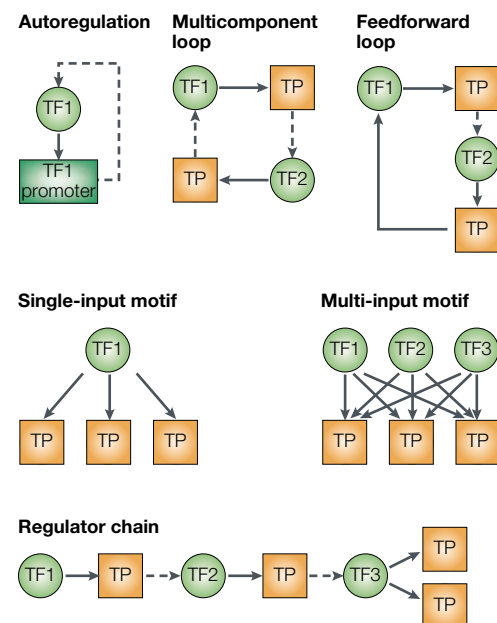 Autoregulation
Multicomponent
loop
Feedforward
loop
TF1
TF1
promoter
TF1
TP
TP
TF2
TF1
TP
TF2
TP
Single-input motif
Multi-input motif
TF1
TP
TP
TP
TF1
TF2
TF3
TP
TP
TP
Regulator chain
TF1
TP
TF2
TP
TF3
TP
TP